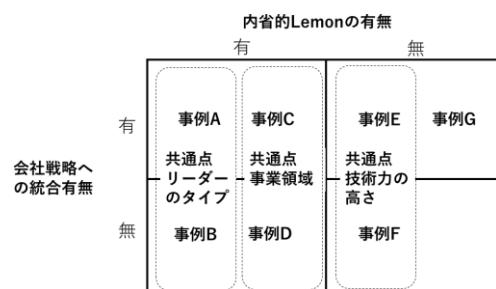 内省的Lemonの有無
有
無
有
事例A
事例C
事例E
事例G
会社戦略へ
の統合有無
共通点
リーダー
のタイプ
共通点
事業領域
共通点
技術力の
高さ
無
事例B
事例D
事例F